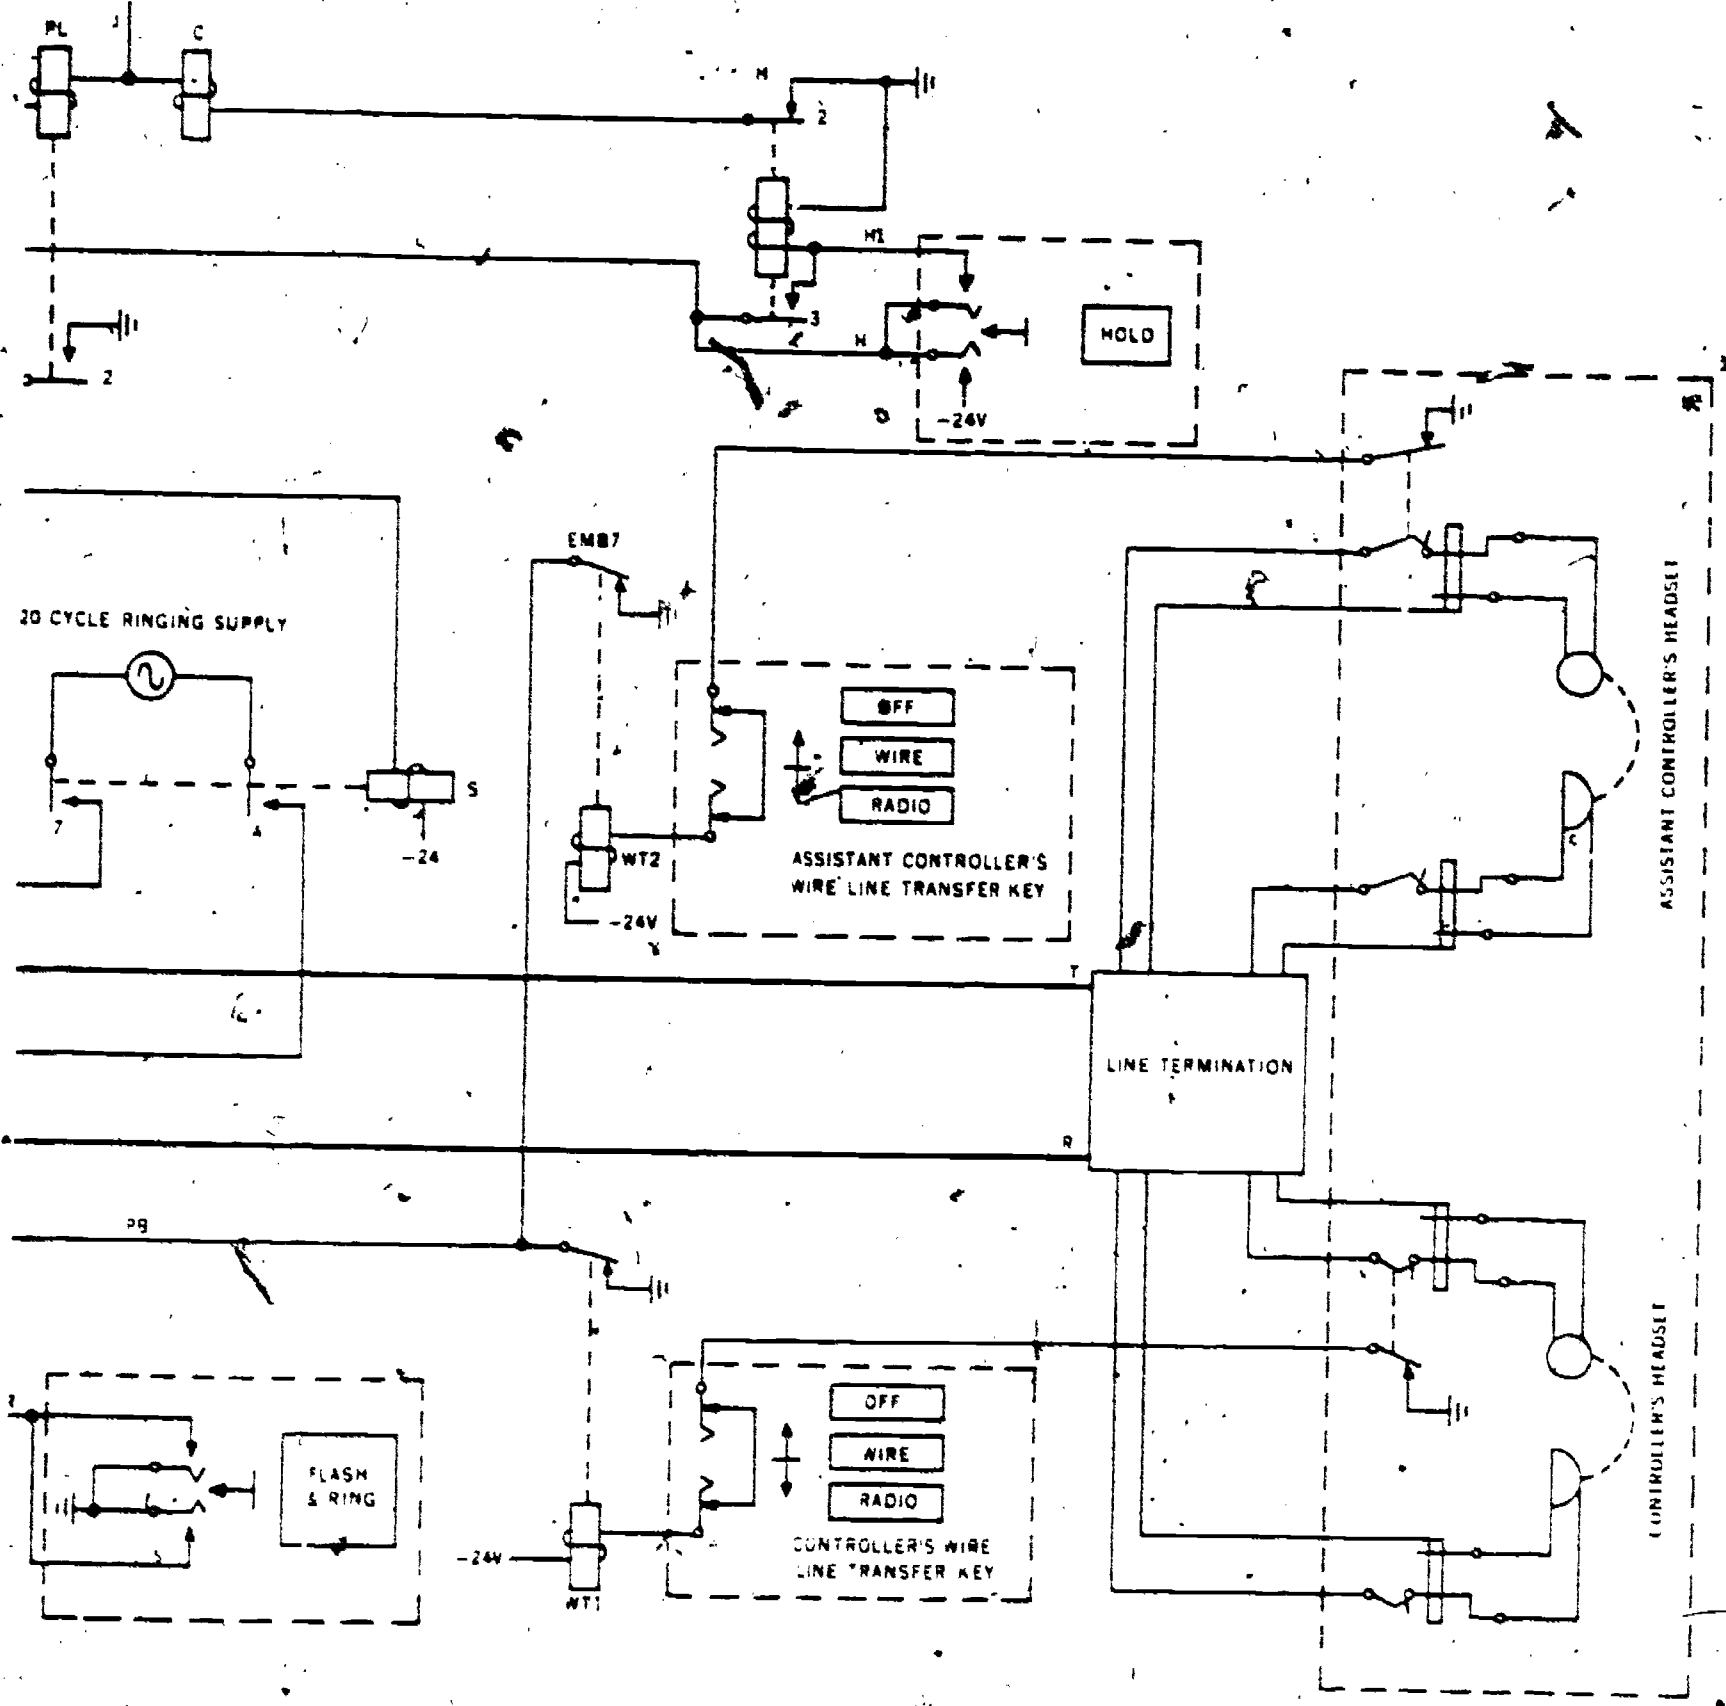 PL
J
C
H
2
H1
3
H
HOLD
-24V
2
EM87
20 CYCLE RINGING SUPPLY
7
4
S
-24
OFF
WIRE
RADIO
WT2
-24V
ASSISTANT CONTROLLER'S
WIRE LINE TRANSFER KEY
ASSISTANT CONTROLLER'S HEADSET
T
LINE TERMINATION
R
PB
FLASH
& RING
OFF
WIRE
RADIO
-24V
WT1
CONTROLLER'S WIRE
LINE TRANSFER KEY
CONTROLLER'S HEADSET